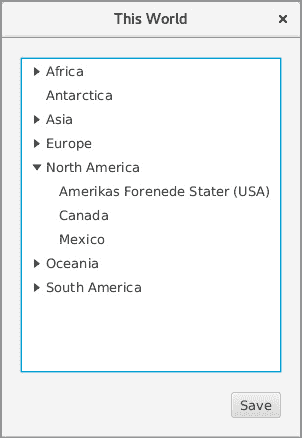 This World
Africa
Antarctica
Asia
Europe
North America
Amerikas Forenede Stater (USA)
Canada
Mexico
Oceania
South America
Save